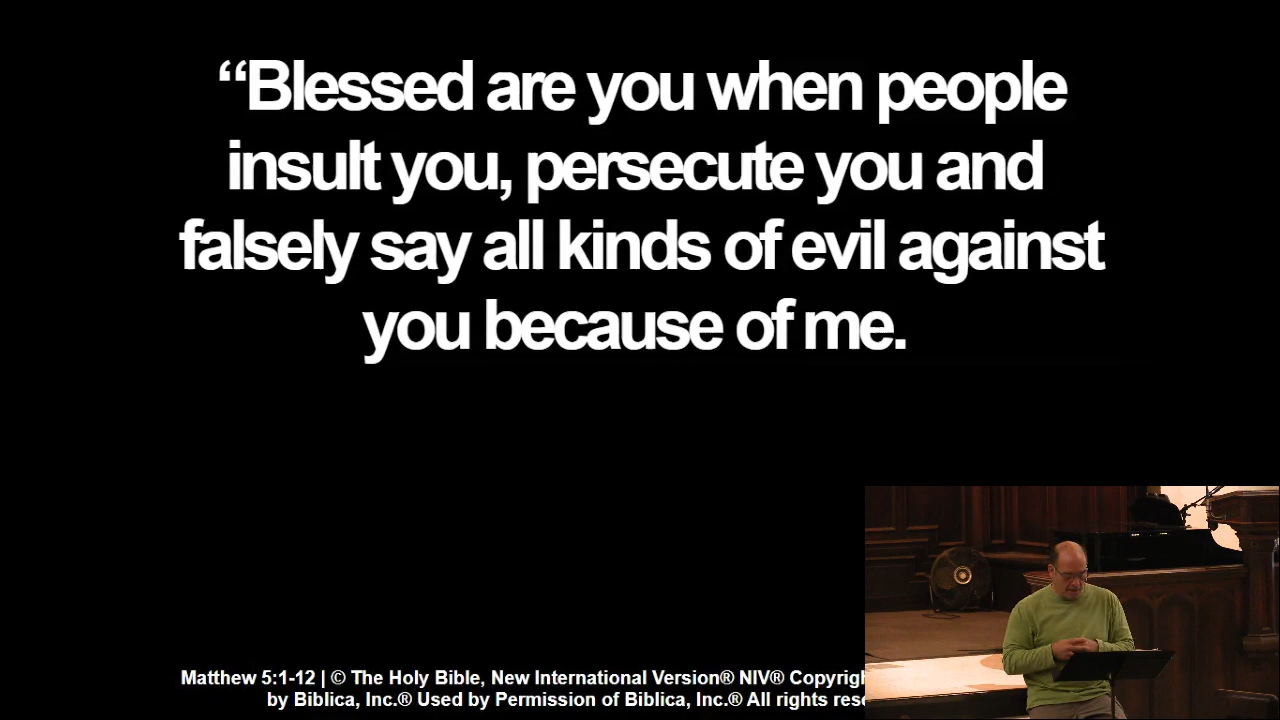 “Blessed are you when people
insult you, persecute you and
falsely say all kinds of evil against
you because of me.
Matthew 5:1-12 | © The Holy Bible, New International Version® NIV®
by Biblica, Inc.® Used by Permission of Biblica, Inc.® All rights